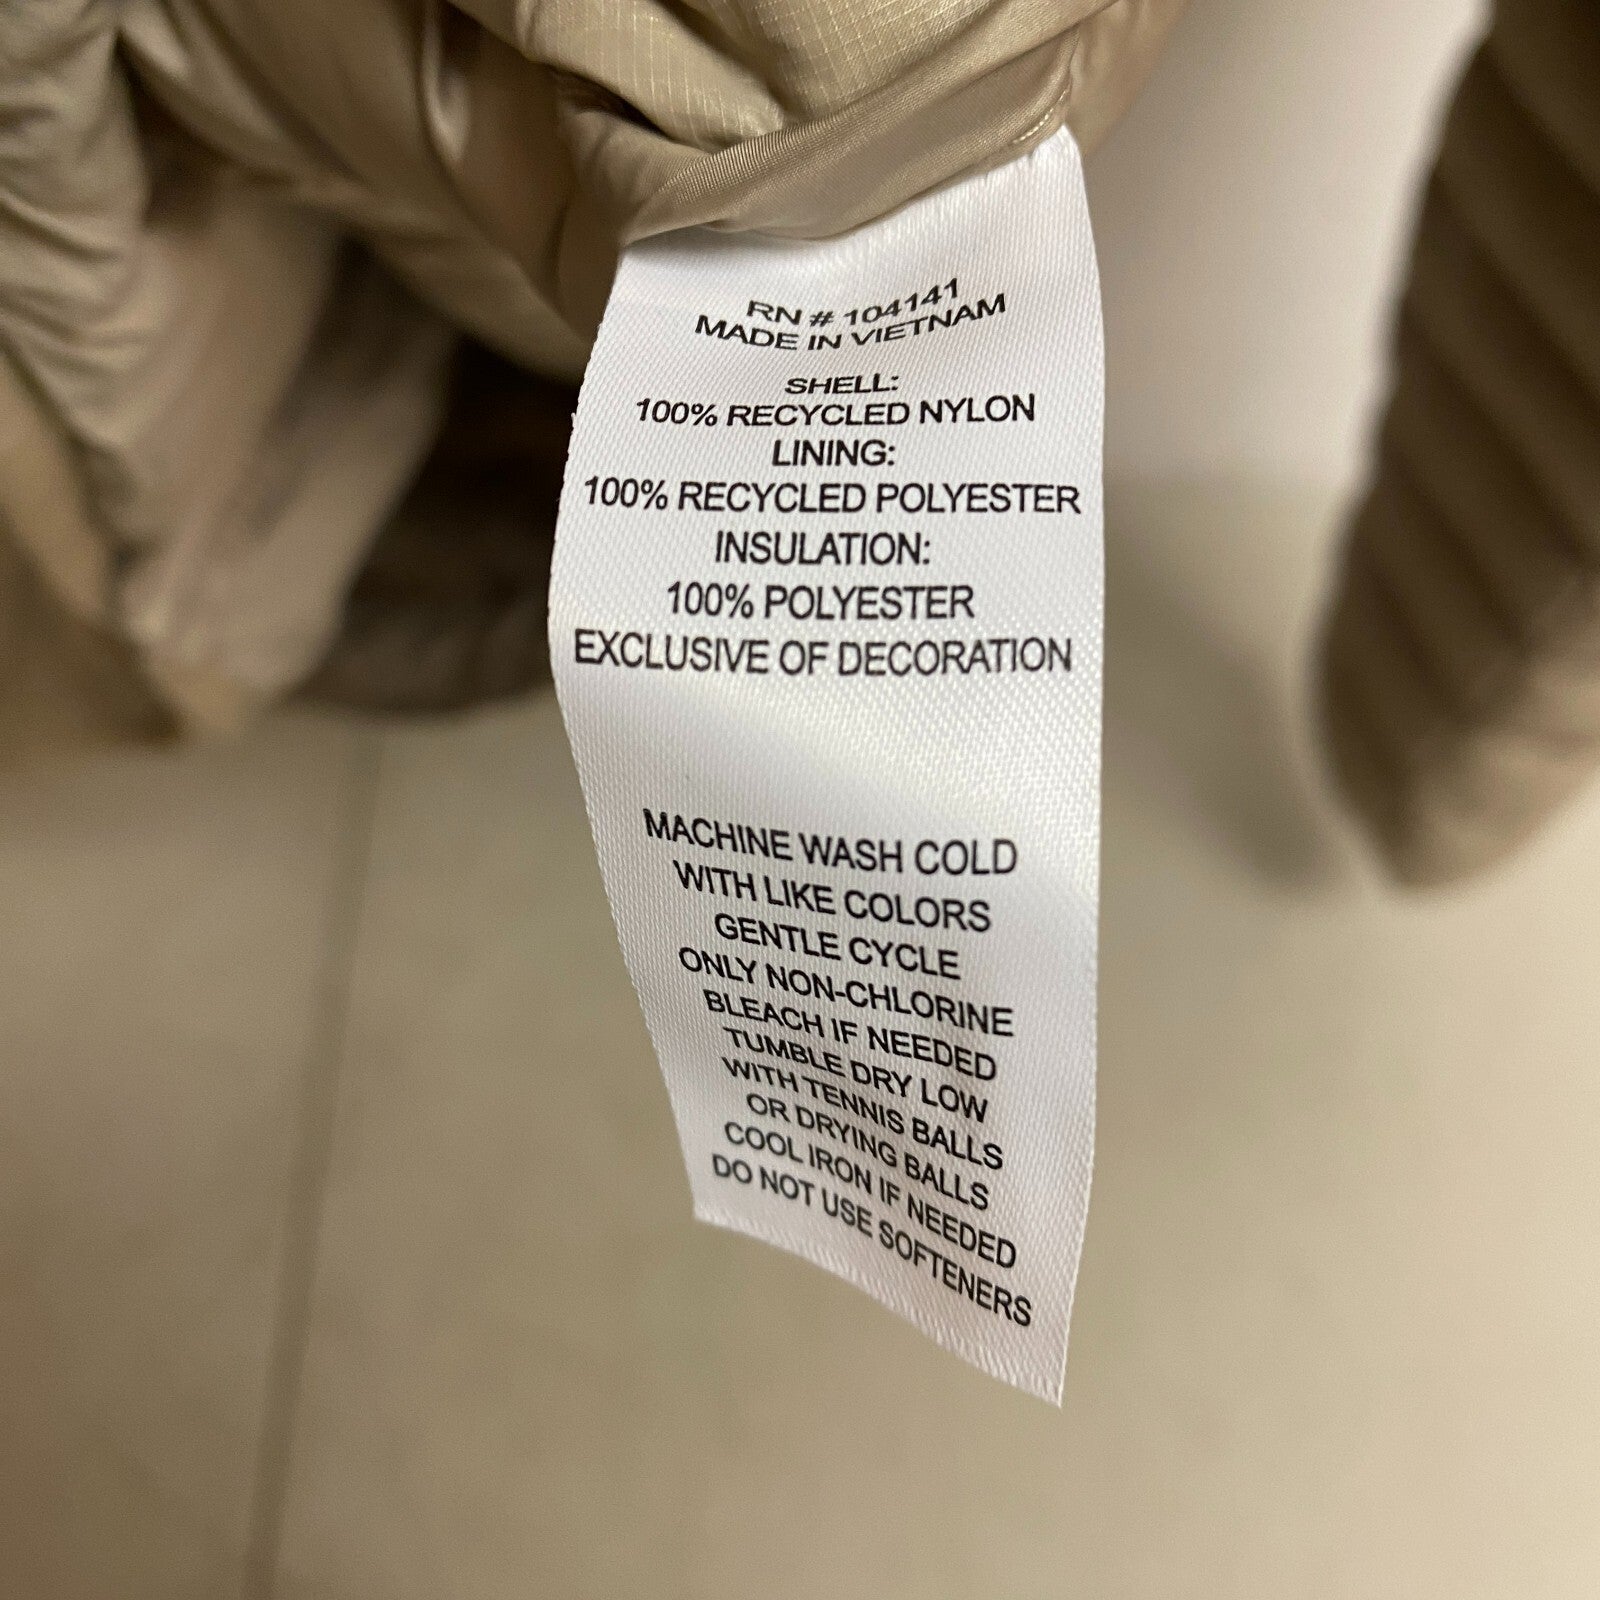 RN # 104141
MADE IN VIETNAM
SHELL:
100% RECYCLED NYLON
LINING:
100% RECYCLED POLYESTER
INSULATION:
100% POLYESTER
EXCLUSIVE OF DECORATION
MACHINE WASH COLD
WITH LIKE COLORS
GENTLE CYCLE
ONLY NON-CHLORINE
BLEACH IF NEEDED
TUMBLE DRY LOW
WITH TENNIS BALLS
OR DRYING BALLS
COOL IRON IF NEEDED
DO NOT USE SOFTENERS